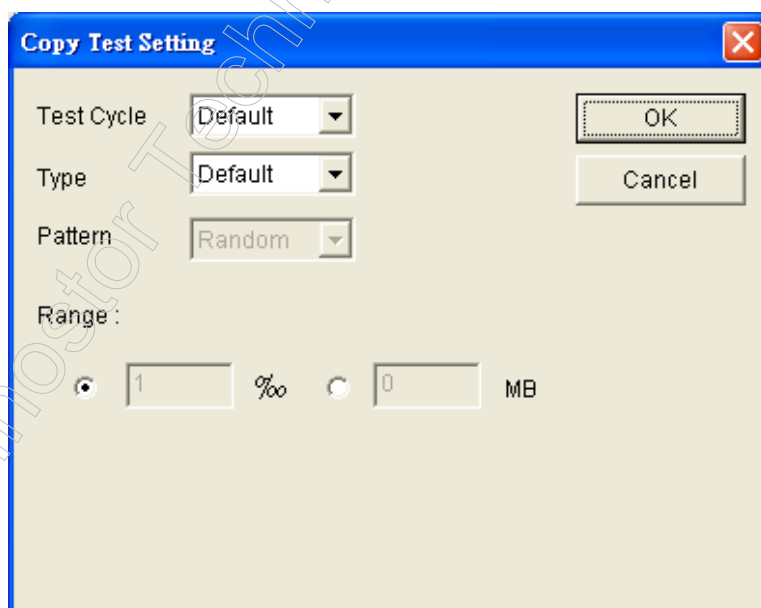 Copy Test Setting
Test Cycle Default OK
Type Default Cancel
Pattern Random
Range :
1 ‰ 0 MB